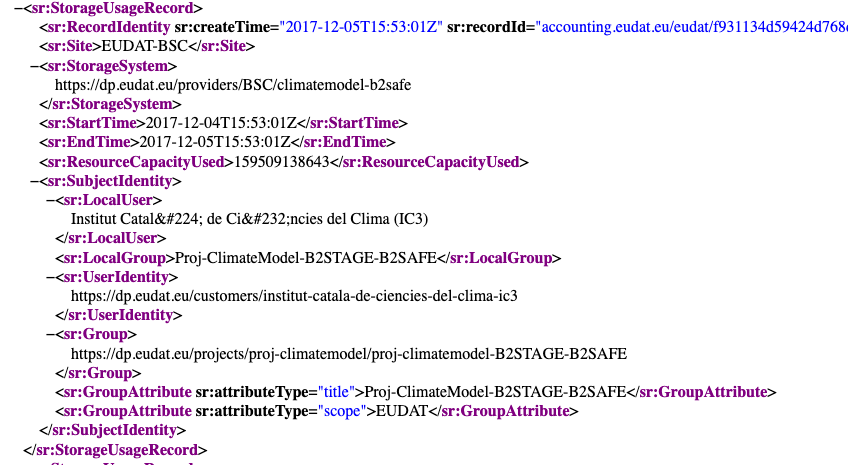 −<sr:StorageUsageRecord>
<sr:RecordIdentity sr:createTime="2017-12-05T15:53:01Z" sr:recordId="accounting.eudat.eu/eudat/f931134d59424d768
<sr:Site>EUDAT-BSC</sr:Site>
−<sr:StorageSystem>
https://dp.eudat.eu/providers/BSC/climatemodel-b2safe
</sr:StorageSystem>
<sr:StartTime>2017-12-04T15:53:01Z</sr:StartTime>
<sr:EndTime>2017-12-05T15:53:01Z</sr:EndTime>
<sr:ResourceCapacityUsed>159509138643</sr:ResourceCapacityUsed>
−<sr:SubjectIdentity>
−<sr:LocalUser>
Institut Catal&#224; de Ci&#232;ncies del Clima (IC3)
</sr:LocalUser>
<sr:LocalGroup>Proj-ClimateModel-B2STAGE-B2SAFE</sr:LocalGroup>
−<sr:UserIdentity>
https://dp.eudat.eu/customers/institut-catala-de-ciencies-del-clima-ic3
</sr:UserIdentity>
−<sr:Group>
https://dp.eudat.eu/projects/proj-climatemodel/proj-climatemodel-B2STAGE-B2SAFE
</sr:Group>
<sr:GroupAttribute sr:attributeType="title">Proj-ClimateModel-B2STAGE-B2SAFE</sr:GroupAttribute>
<sr:GroupAttribute sr:attributeType="scope">EUDAT</sr:GroupAttribute>
</sr:SubjectIdentity>
</sr:StorageUsageRecord>